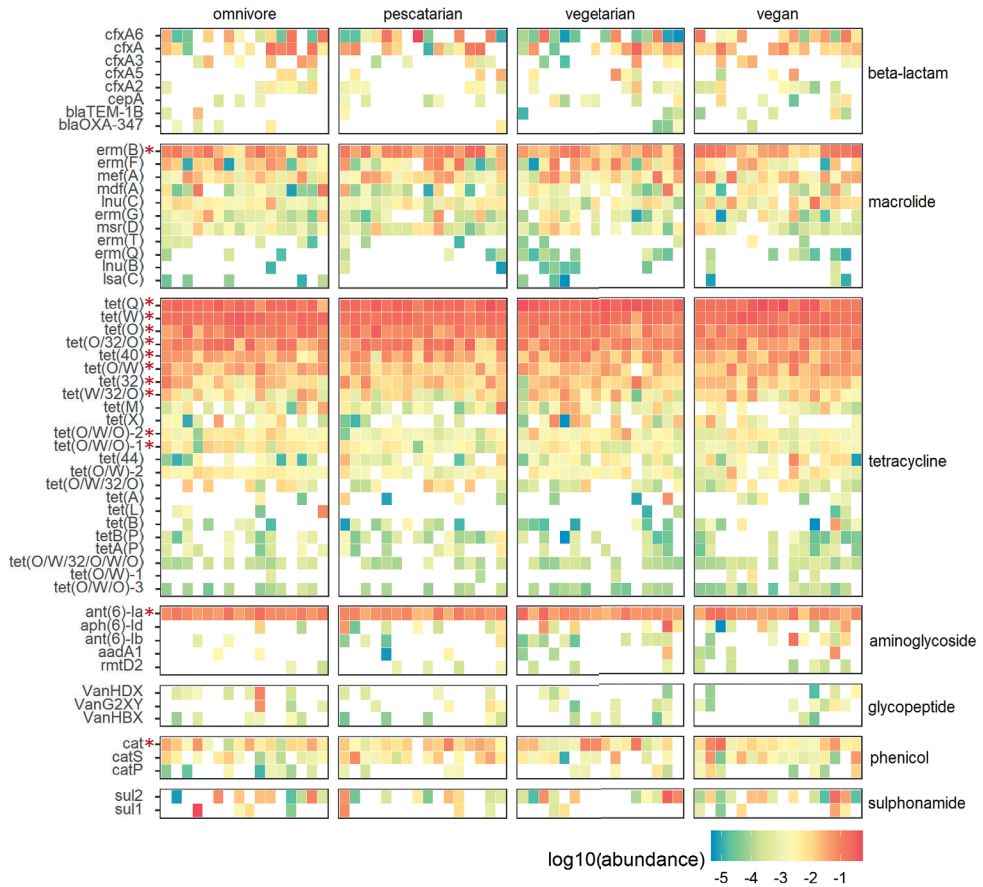 omnivore pescatarian vegetarian vegan
cfxA6
cfxA
cfxA3
cfxA5
cfxA2
cepA
blaTEM-1B
blaOXA-347
beta-lactam
erm(B)*
erm(F)
mef(A)
mdf(A)
lnu(C)
erm(G)
msr(D)
erm(T)
erm(Q)
lnu(B)
lsa(C)
macrolide
tet(Q)*
tet(W)*
tet(O)*
tet(O/32/O)*
tet(40)*
tet(O/W)*
tet(32)*
tet(W/32/O)*
tet(M)
tet(X)
tet(O/W/O)-2*
tet(O/W/O)-1*
tet(44)
tet(O/W)-2
tet(O/W/32/O)
tet(A)
tet(L)
tet(B)
tetB(P)
tetA(P)
tet(O/W/32/O/W/O)
tet(O/W)-1
tet(O/W/O)-3
tetracycline
ant(6)-Ia*
aph(6)-Id
ant(6)-Ib
aadA1
rmtD2
aminoglycoside
VanHDX
VanG2XY
VanHBX
glycopeptide
cat*
catS
catP
phenicol
sul2
sul1
sulphonamide
log10(abundance)
-5 -4 -3 -2 -1